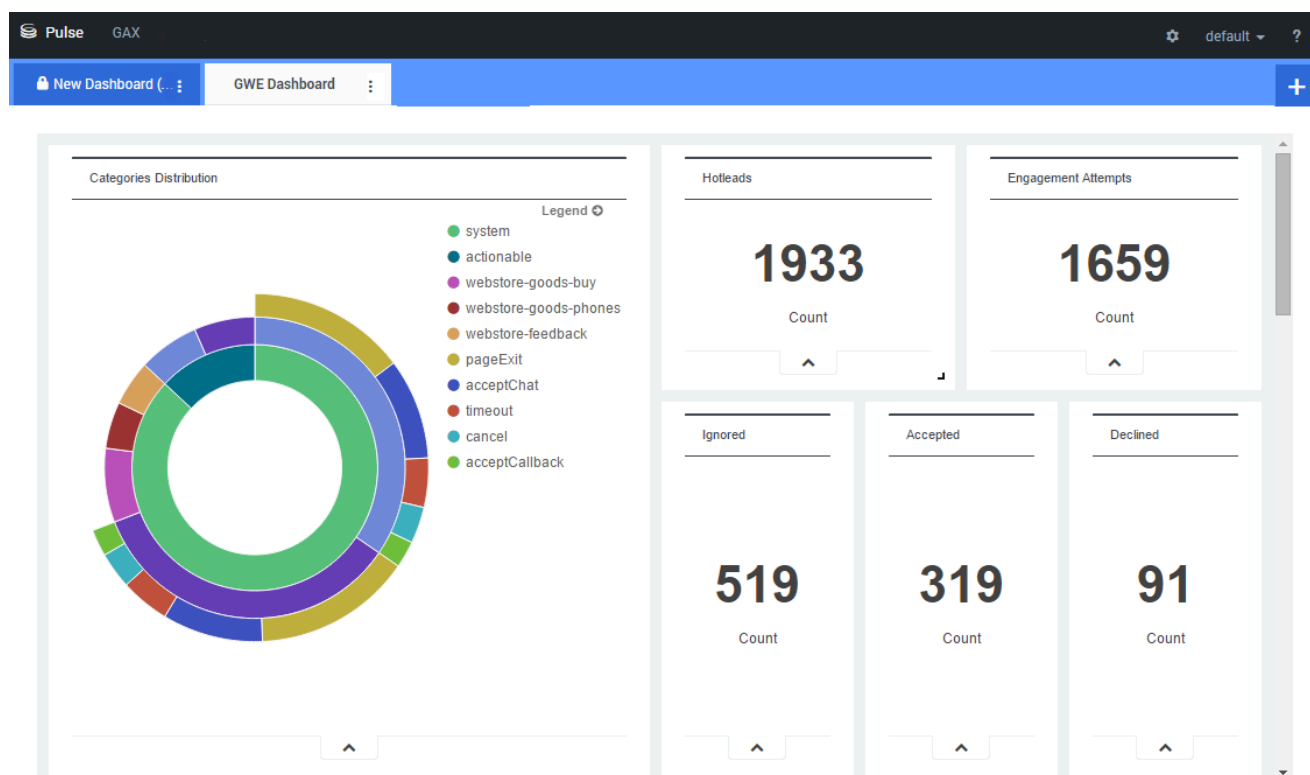 Pulse GAX default ?
New Dashboard (... GWE Dashboard +
Categories Distribution
Legend
system
actionable
webstore-goods-buy
webstore-goods-phones
webstore-feedback
pageExit
acceptChat
timeout
cancel
acceptCallback
Hotleads
1933
Count
Engagement Attempts
1659
Count
Ignored
519
Count
Accepted
319
Count
Declined
91
Count